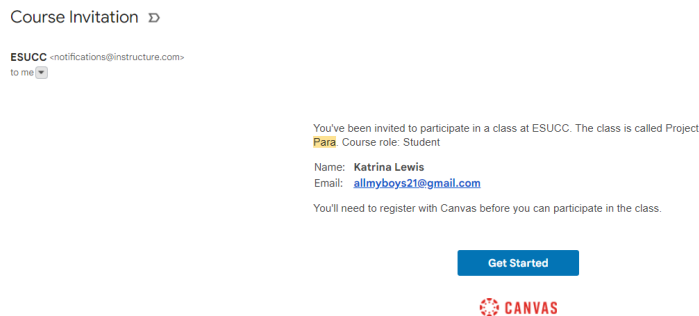 Course Invitation
ESUCC <notifications@instructure.com>
to me
You've been invited to participate in a class at ESUCC. The class is called Project
Para. Course role: Student
Name: Katrina Lewis
Email: allmyboys21@gmail.com
You'll need to register with Canvas before you can participate in the class.
Get Started
CANVAS